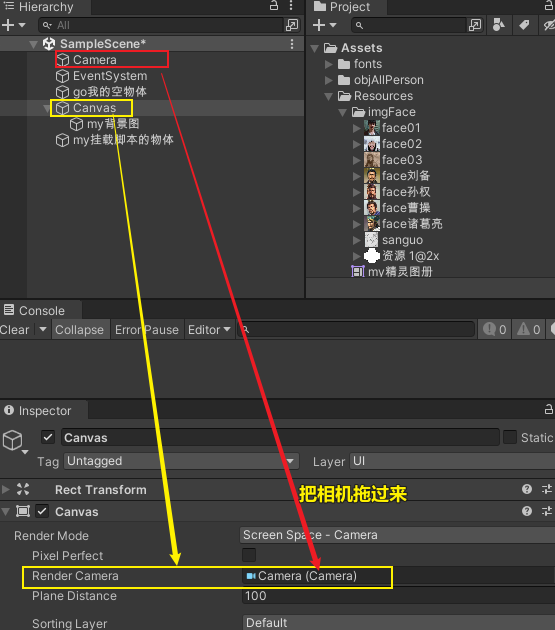 Hierarchy
All
SampleScene*
Camera
EventSystem
go我的空物体
Canvas
my背景图
my挂载脚本的物体
Project
Assets
fonts
objAllPerson
Resources
imgFace
face01
face02
face03
face刘备
face孙权
face曹操
face诸葛亮
sanguo
资源 1@2x
my精灵图册
Console
Clear
Collapse
Error Pause
Editor
0
0
Inspector
Canvas
Static
Tag
Untagged
Layer
UI
Rect Transform
把相机拖过来
Canvas
Render Mode
Screen Space - Camera
Pixel Perfect
Render Camera
Camera (Camera)
Plane Distance
100
Sorting Layer
Default